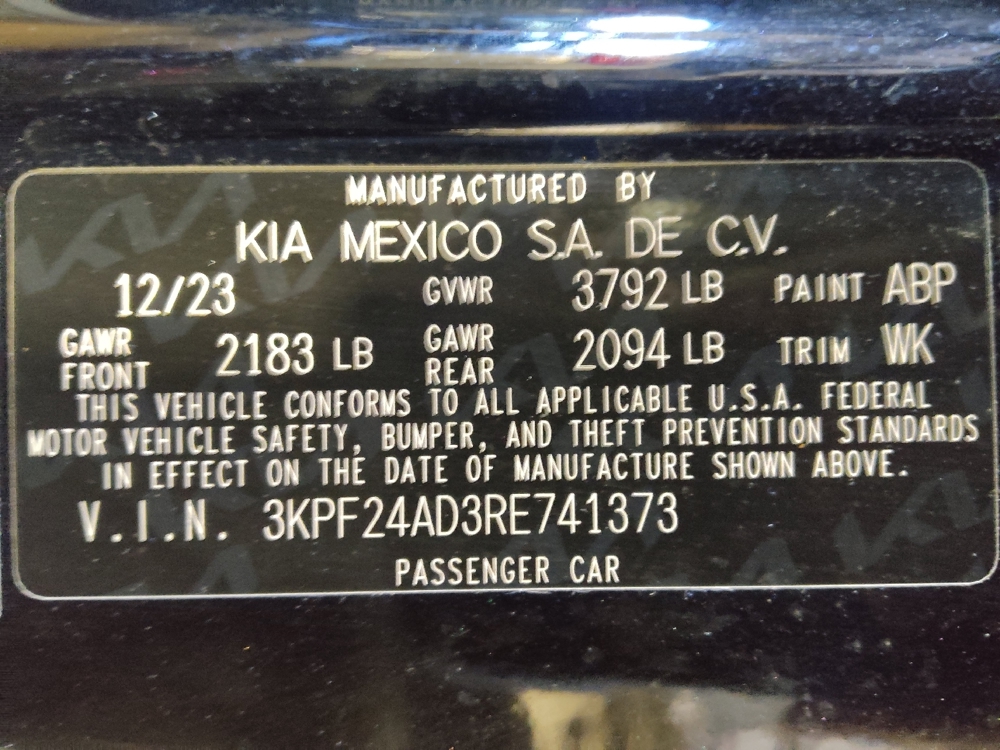 MANUFACTURED BY
KIA MEXICO S.A. DE C.V.
12/23 GVWR 3792 LB PAINT ABP
GAWR FRONT 2183 LB GAWR REAR 2094 LB TRIM WK
THIS VEHICLE CONFORMS TO ALL APPLICABLE U.S.A. FEDERAL
MOTOR VEHICLE SAFETY, BUMPER, AND THEFT PREVENTION STANDARDS
IN EFFECT ON THE DATE OF MANUFACTURE SHOWN ABOVE.
V.I.N. 3KPF24AD3RE741373
PASSENGER CAR